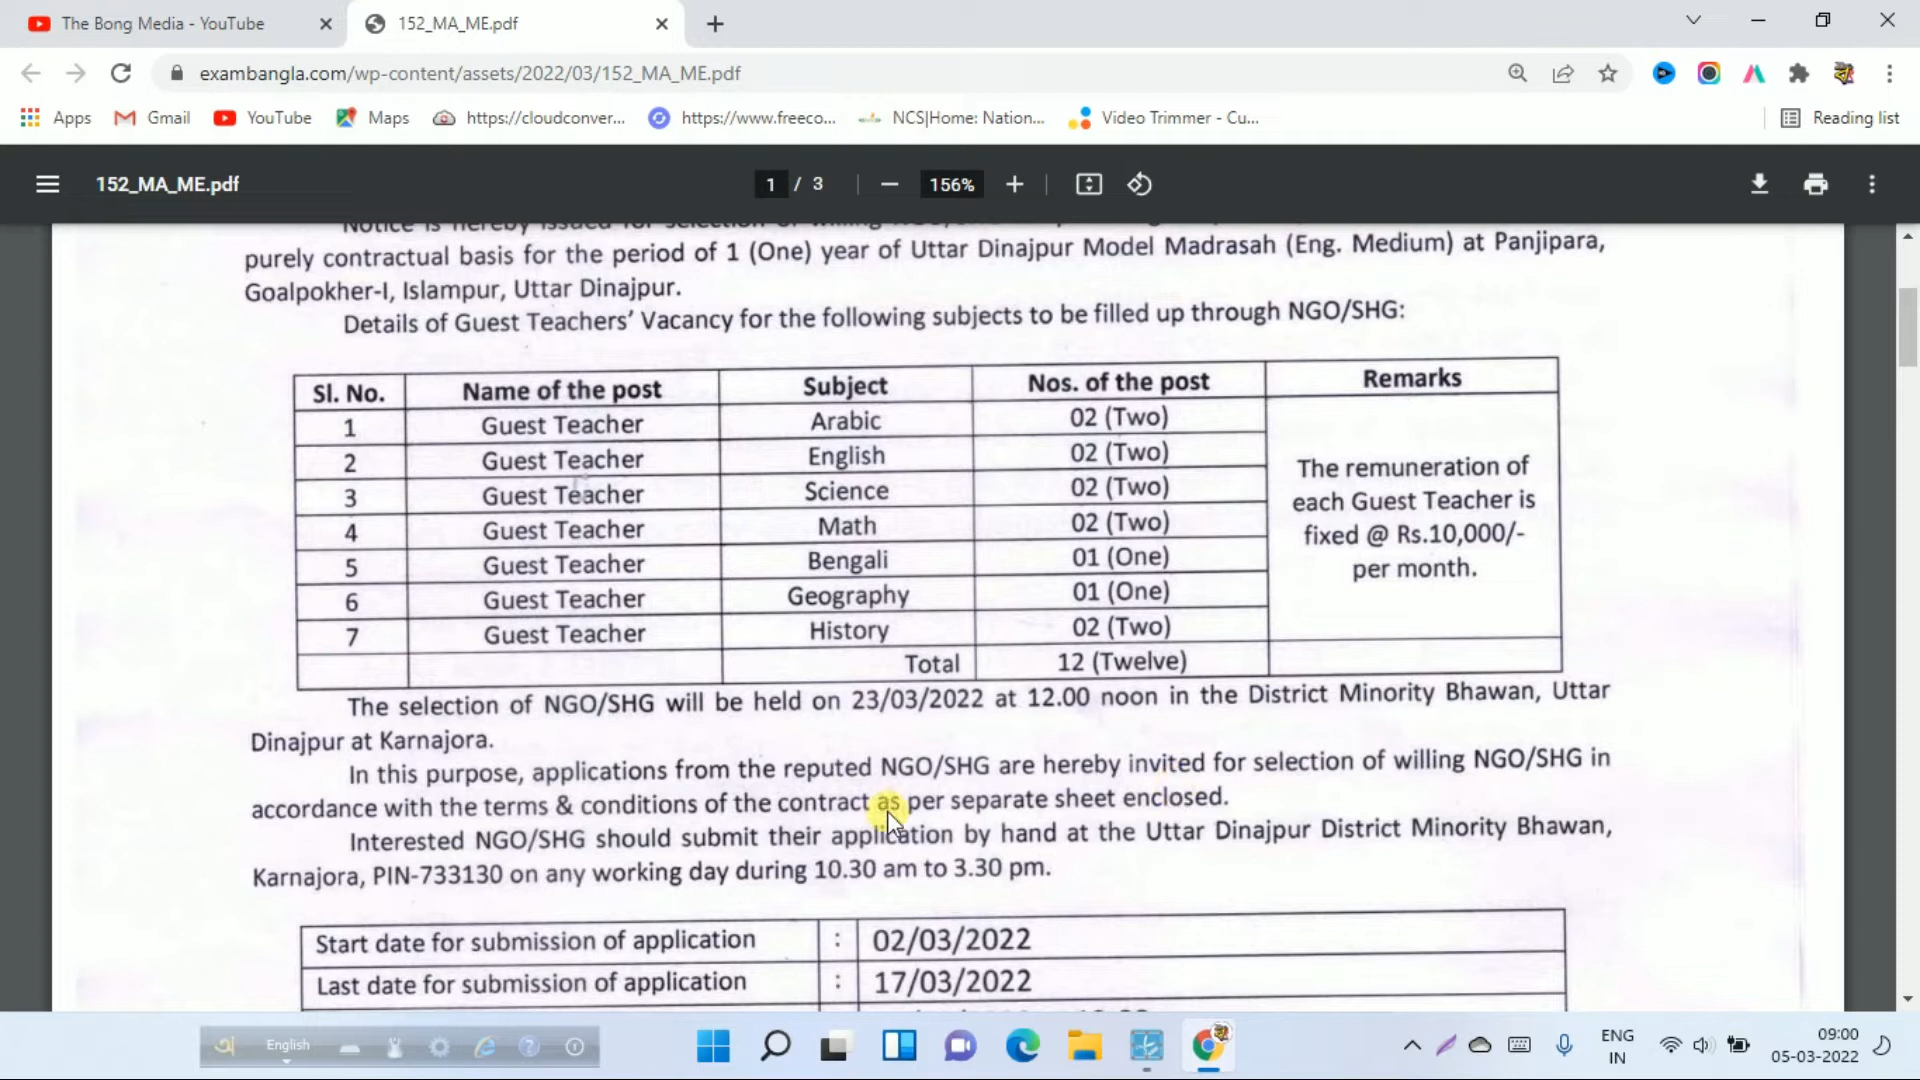 The Bong Media - YouTube
152_MA_ME.pdf
exambangla.com/wp-content/assets/2022/03/152_MA_ME.pdf
Apps Gmail YouTube Maps https://cloudconver... https://www.freeco... NCS|Home: Nation... Video Trimmer - Cu... Reading list
152_MA_ME.pdf 1 / 3 156%
Notice is hereby issued for selection of willing
purely contractual basis for the period of 1 (One) year of Uttar Dinajpur Model Madrasah (Eng. Medium) at Panjipara,
Goalpokher-I, Islampur, Uttar Dinajpur.
Details of Guest Teachers' Vacancy for the following subjects to be filled up through NGO/SHG:
Sl. No. Name of the post Subject Nos. of the post Remarks
1 Guest Teacher Arabic 02 (Two)
2 Guest Teacher English 02 (Two)
3 Guest Teacher Science 02 (Two)
4 Guest Teacher Math 02 (Two)
5 Guest Teacher Bengali 01 (One)
6 Guest Teacher Geography 01 (One)
7 Guest Teacher History 02 (Two)
Total 12 (Twelve)
The remuneration of
each Guest Teacher is
fixed @ Rs.10,000/-
per month.
The selection of NGO/SHG will be held on 23/03/2022 at 12.00 noon in the District Minority Bhawan, Uttar
Dinajpur at Karnajora.
In this purpose, applications from the reputed NGO/SHG are hereby invited for selection of willing NGO/SHG in
accordance with the terms & conditions of the contract as per separate sheet enclosed.
Interested NGO/SHG should submit their application by hand at the Uttar Dinajpur District Minority Bhawan,
Karnajora, PIN-733130 on any working day during 10.30 am to 3.30 pm.
Start date for submission of application : 02/03/2022
Last date for submission of application : 17/03/2022
অ English
ENG
IN
09:00
05-03-2022